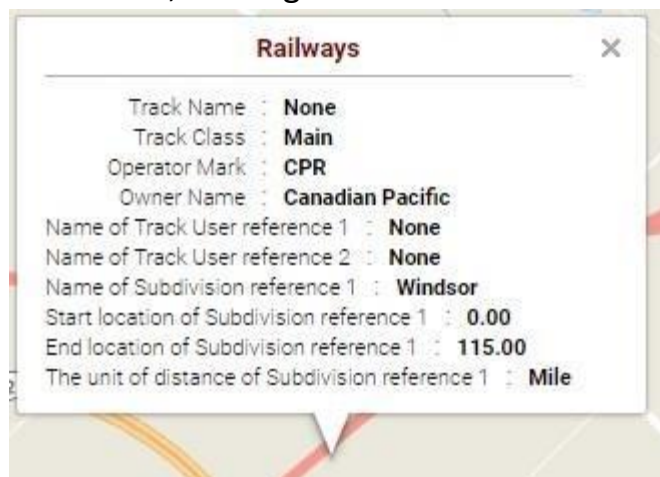 Railways
Track Name : None
Track Class : Main
Operator Mark : CPR
Owner Name : Canadian Pacific
Name of Track User reference 1 : None
Name of Track User reference 2 : None
Name of Subdivision reference 1 : Windsor
Start location of Subdivision reference 1 : 0.00
End location of Subdivision reference 1 : 115.00
The unit of distance of Subdivision reference 1 : Mile